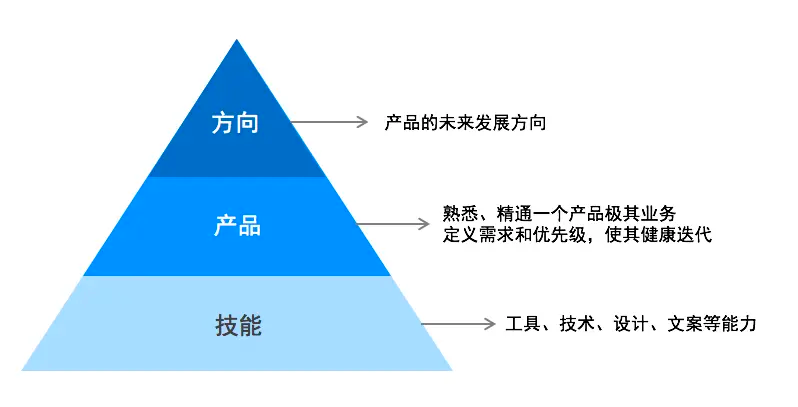 方向
产品的未来发展方向
产品
熟悉、精通一个产品极其业务
定义需求和优先级，使其健康迭代
技能
工具、技术、设计、文案等能力